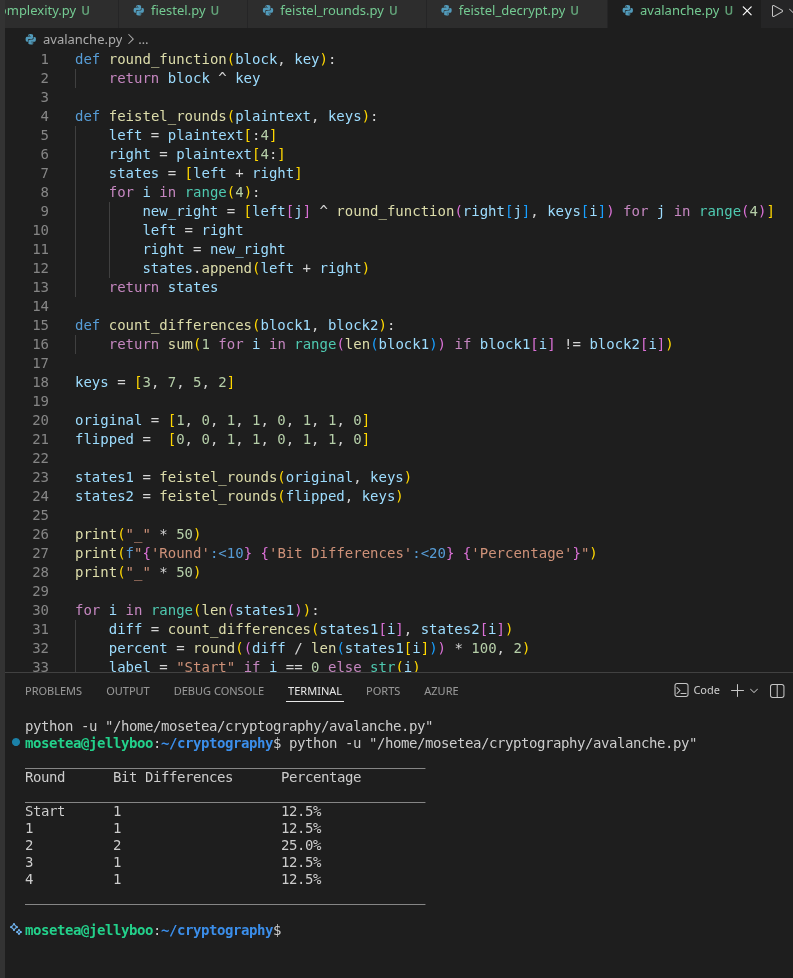 omplexity.py U fiestel.py U feistel_rounds.py U feistel_decrypt.py U avalanche.py U
avalanche.py > ...
1 def round_function(block, key):
2     return block ^ key
3
4 def feistel_rounds(plaintext, keys):
5     left = plaintext[:4]
6     right = plaintext[4:]
7     states = [left + right]
8     for i in range(4):
9         new_right = [left[j] ^ round_function(right[j], keys[i]) for j in range(4)]
10         left = right
11         right = new_right
12         states.append(left + right)
13     return states
14
15 def count_differences(block1, block2):
16     return sum(1 for i in range(len(block1)) if block1[i] != block2[i])
17
18 keys = [3, 7, 5, 2]
19
20 original = [1, 0, 1, 1, 0, 1, 1, 0]
21 flipped =  [0, 0, 1, 1, 0, 1, 1, 0]
22
23 states1 = feistel_rounds(original, keys)
24 states2 = feistel_rounds(flipped, keys)
25
26 print("_" * 50)
27 print(f"{'Round':<10} {'Bit Differences':<20} {'Percentage'}")
28 print("_" * 50)
29
30 for i in range(len(states1)):
31     diff = count_differences(states1[i], states2[i])
32     percent = round((diff / len(states1[i])) * 100, 2)
33     label = "Start" if i == 0 else str(i)
PROBLEMS OUTPUT DEBUG CONSOLE TERMINAL PORTS AZURE Code
python -u "/home/mosetea/cryptography/avalanche.py"
mosetea@jellyboo:~/cryptography$ python -u "/home/mosetea/cryptography/avalanche.py"
__________________________________________________
Round      Bit Differences      Percentage
__________________________________________________
Start      1                    12.5%
1          1                    12.5%
2          2                    25.0%
3          1                    12.5%
4          1                    12.5%
__________________________________________________
mosetea@jellyboo:~/cryptography$